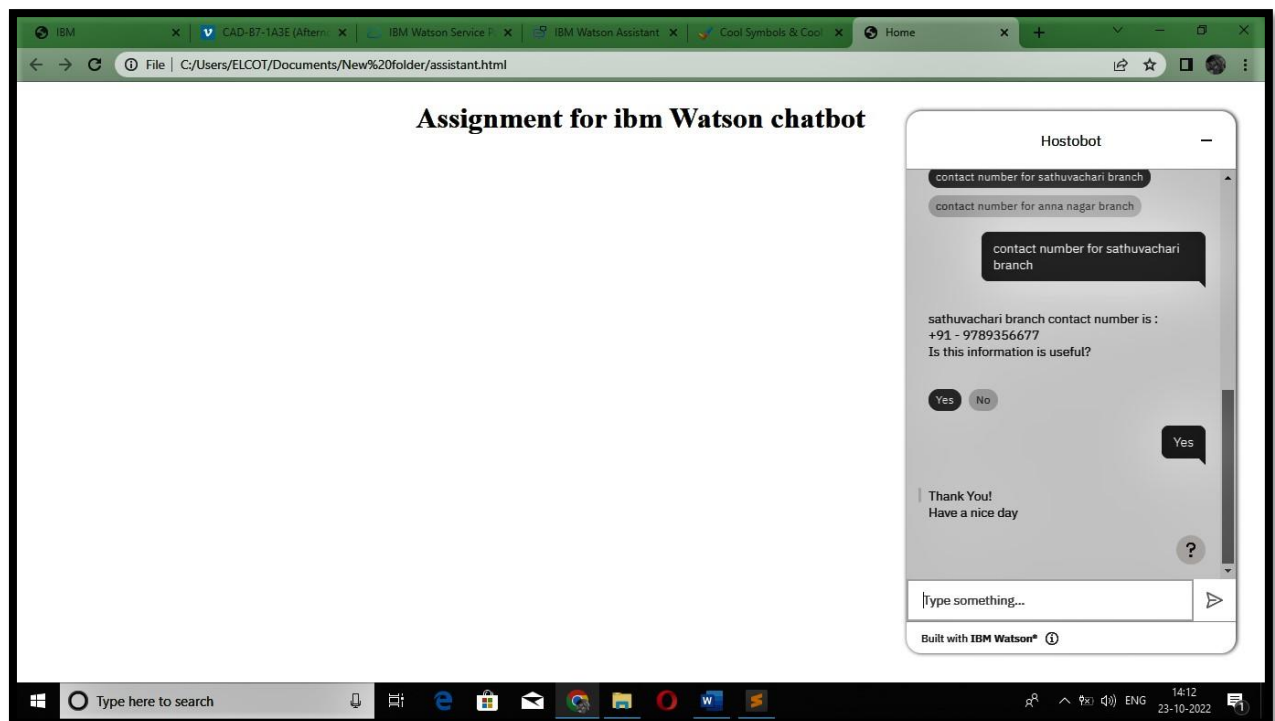 IBM
CAD-B7-1A3E (Aftern
IBM Watson Service
IBM Watson Assistant
Cool Symbols & Cool
Home
File | C:/Users/ELCOT/Documents/New%20folder/assistant.html
Assignment for ibm Watson chatbot
Hostobot
contact number for sathuvachari branch
contact number for anna nagar branch
contact number for sathuvachari
branch
sathuvachari branch contact number is :
+91 - 9789356677
Is this information is useful?
Yes No
Yes
Thank You!
Have a nice day
?
Type something...
Built with IBM Watson®
Type here to search
ENG
14:12
23-10-2022
1